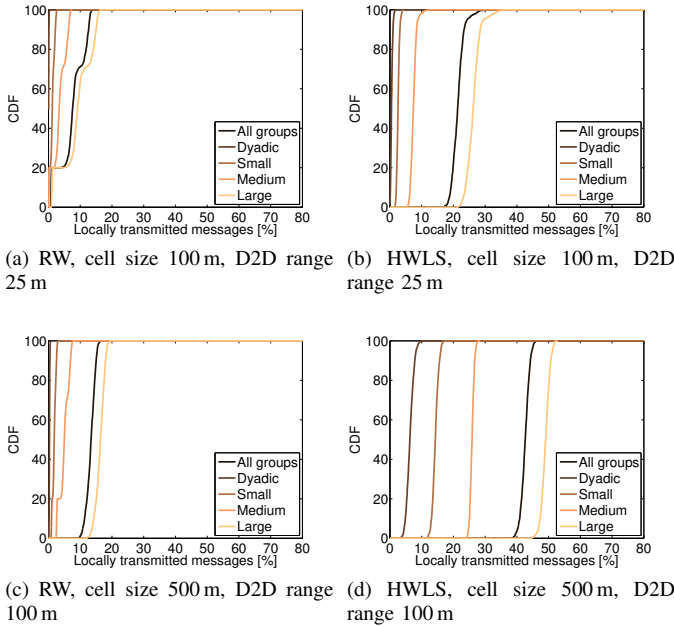 100
80
60
40
20
0
CDF
0 10 20 30 40 50 60 70 80
Locally transmitted messages [%]
All groups
Dyadic
Small
Medium
Large
(a) RW, cell size 100 m, D2D range
25 m
100
80
60
40
20
0
CDF
0 10 20 30 40 50 60 70 80
Locally transmitted messages [%]
All groups
Dyadic
Small
Medium
Large
(b) HWLS, cell size 100 m, D2D
range 25 m
100
80
60
40
20
0
CDF
0 10 20 30 40 50 60 70 80
Locally transmitted messages [%]
All groups
Dyadic
Small
Medium
Large
(c) RW, cell size 500 m, D2D range
100 m
100
80
60
40
20
0
CDF
0 10 20 30 40 50 60 70 80
Locally transmitted messages [%]
All groups
Dyadic
Small
Medium
Large
(d) HWLS, cell size 500 m, D2D
range 100 m